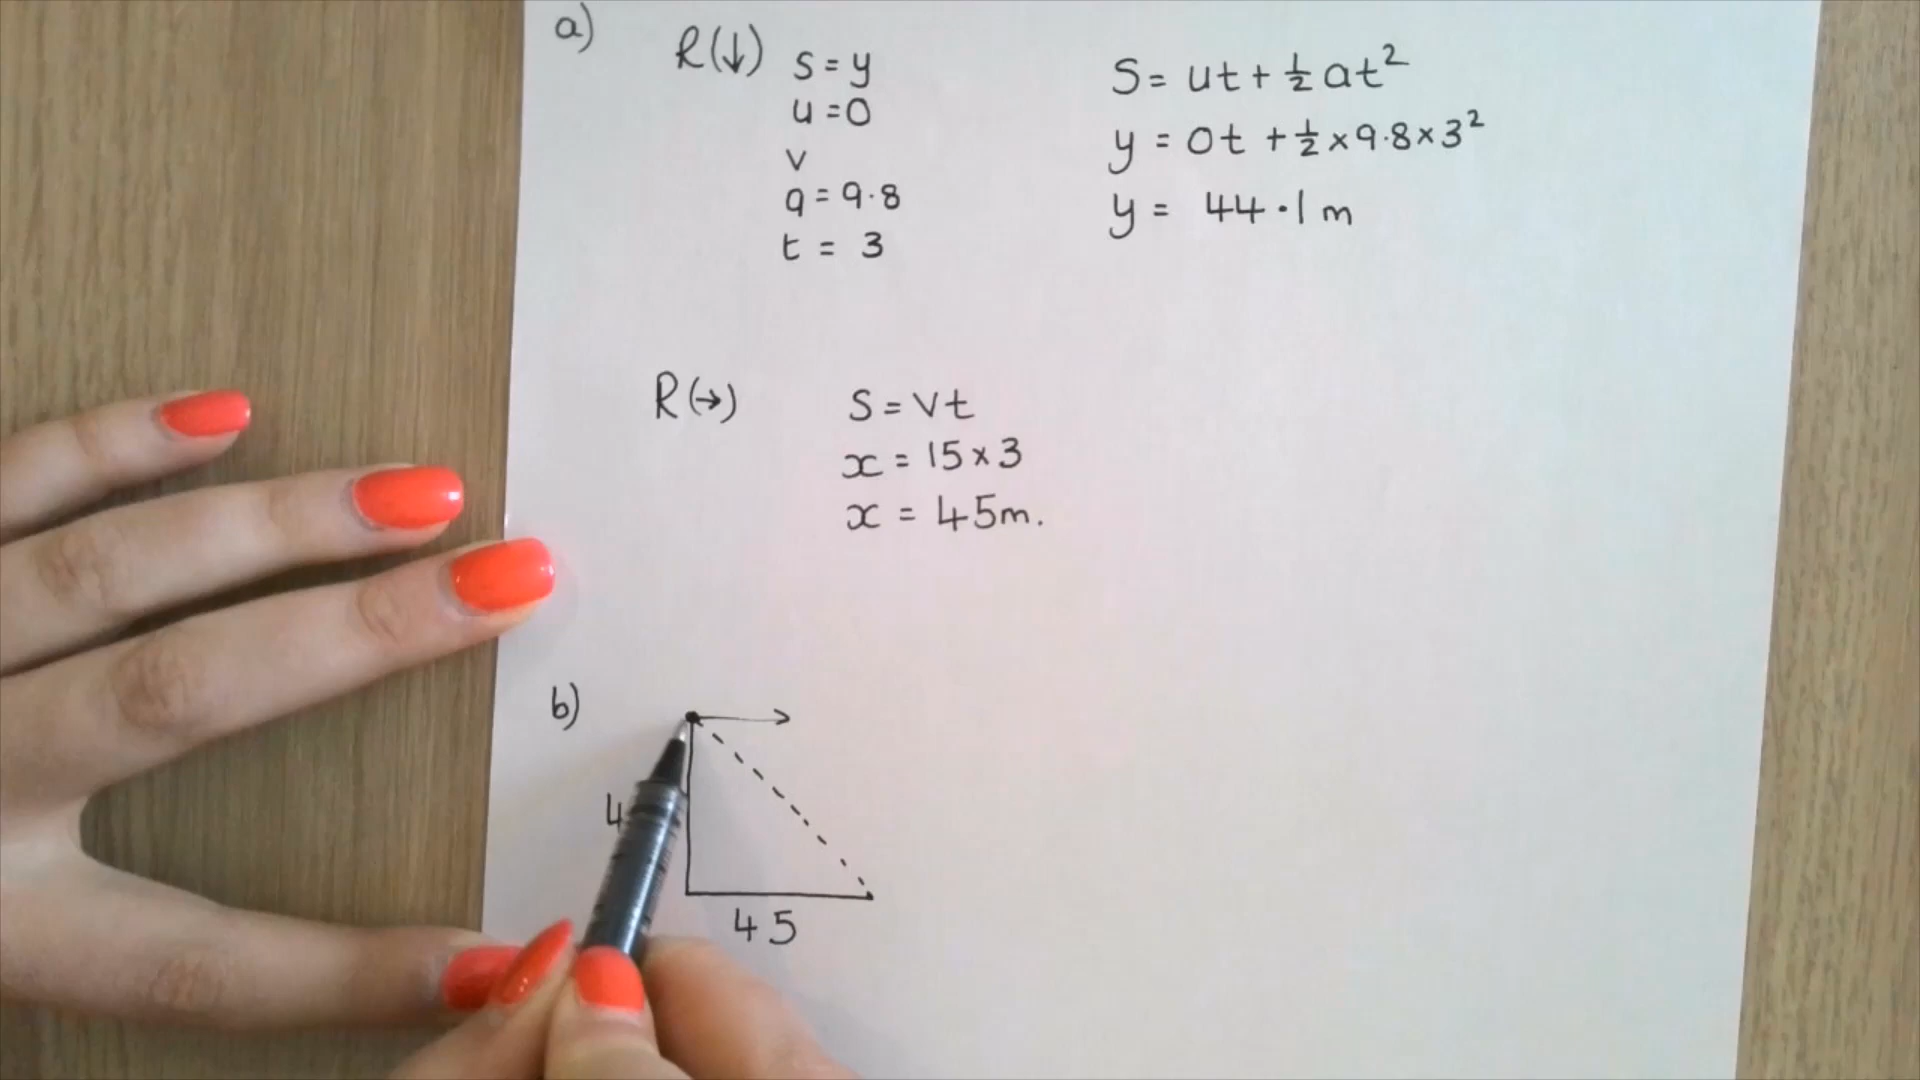 a)
R(↓) s = y
u = 0
v
a = 9.8
t = 3
S = ut + ½at²
y = 0t + ½ × 9.8 × 3²
y = 44.1 m
R(→) s = vt
x = 15 × 3
x = 45m.
b)
4
45